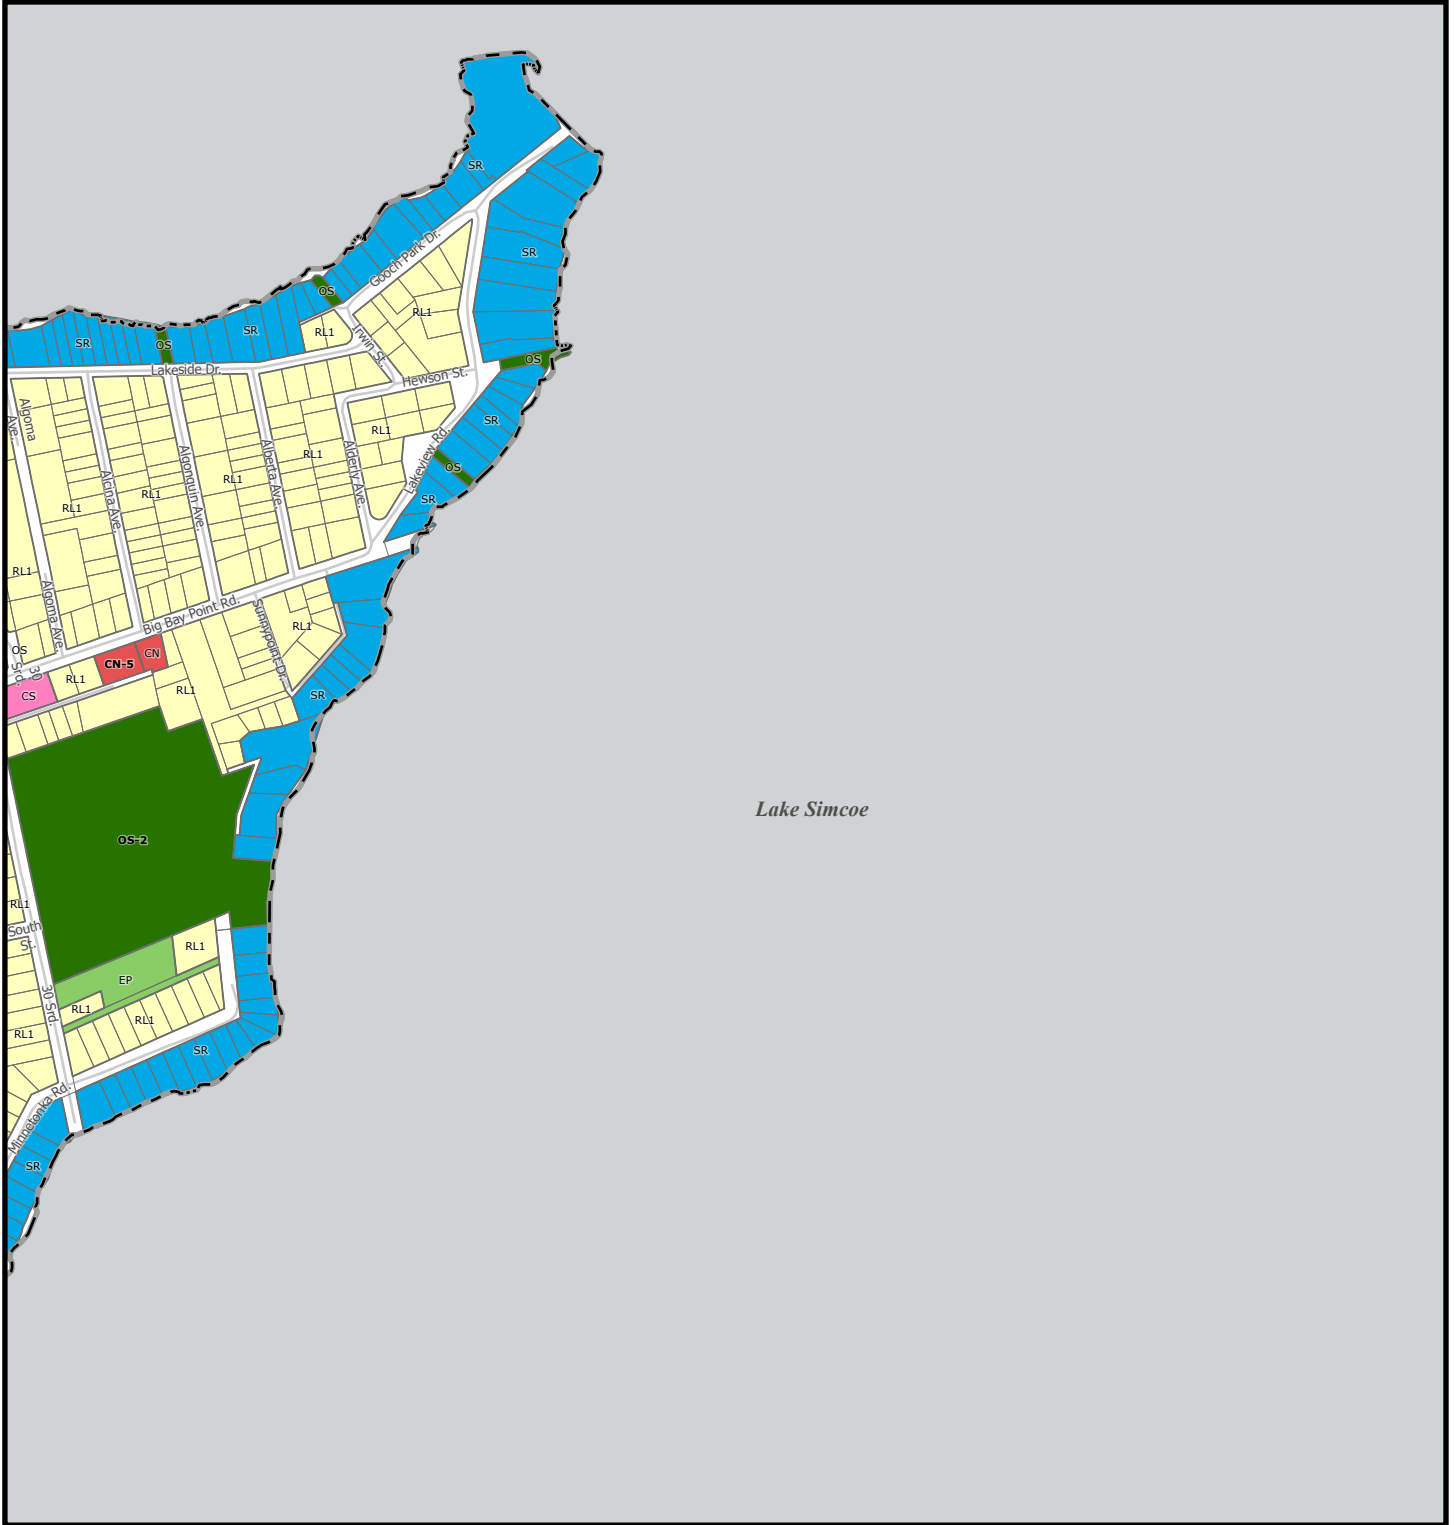 SR
Gooch Park Dr.
SR
OS
RL1
SR
RL1
Irwin St.
SR
OS
OS
Lakeside Dr.
Hewson St.
Algoma
Ave.
SR
RL1
Lakeview Rd.
Alberta Ave.
Alderly Ave.
RL1
OS
Algonquin Ave.
Alcina Ave.
RL1
RL1
SR
RL1
RL1
Algoma Ave.
Big Bay Point Rd.
Sunnypoint Dr.
RL1
OS
30
Srd.
CN-5
CN
RL1
RL1
CS
SR
Lake Simcoe
OS-2
RL1
South
St.
RL1
EP
30 Srd.
RL1
RL1
RL1
SR
Minnetonka Rd.
SR